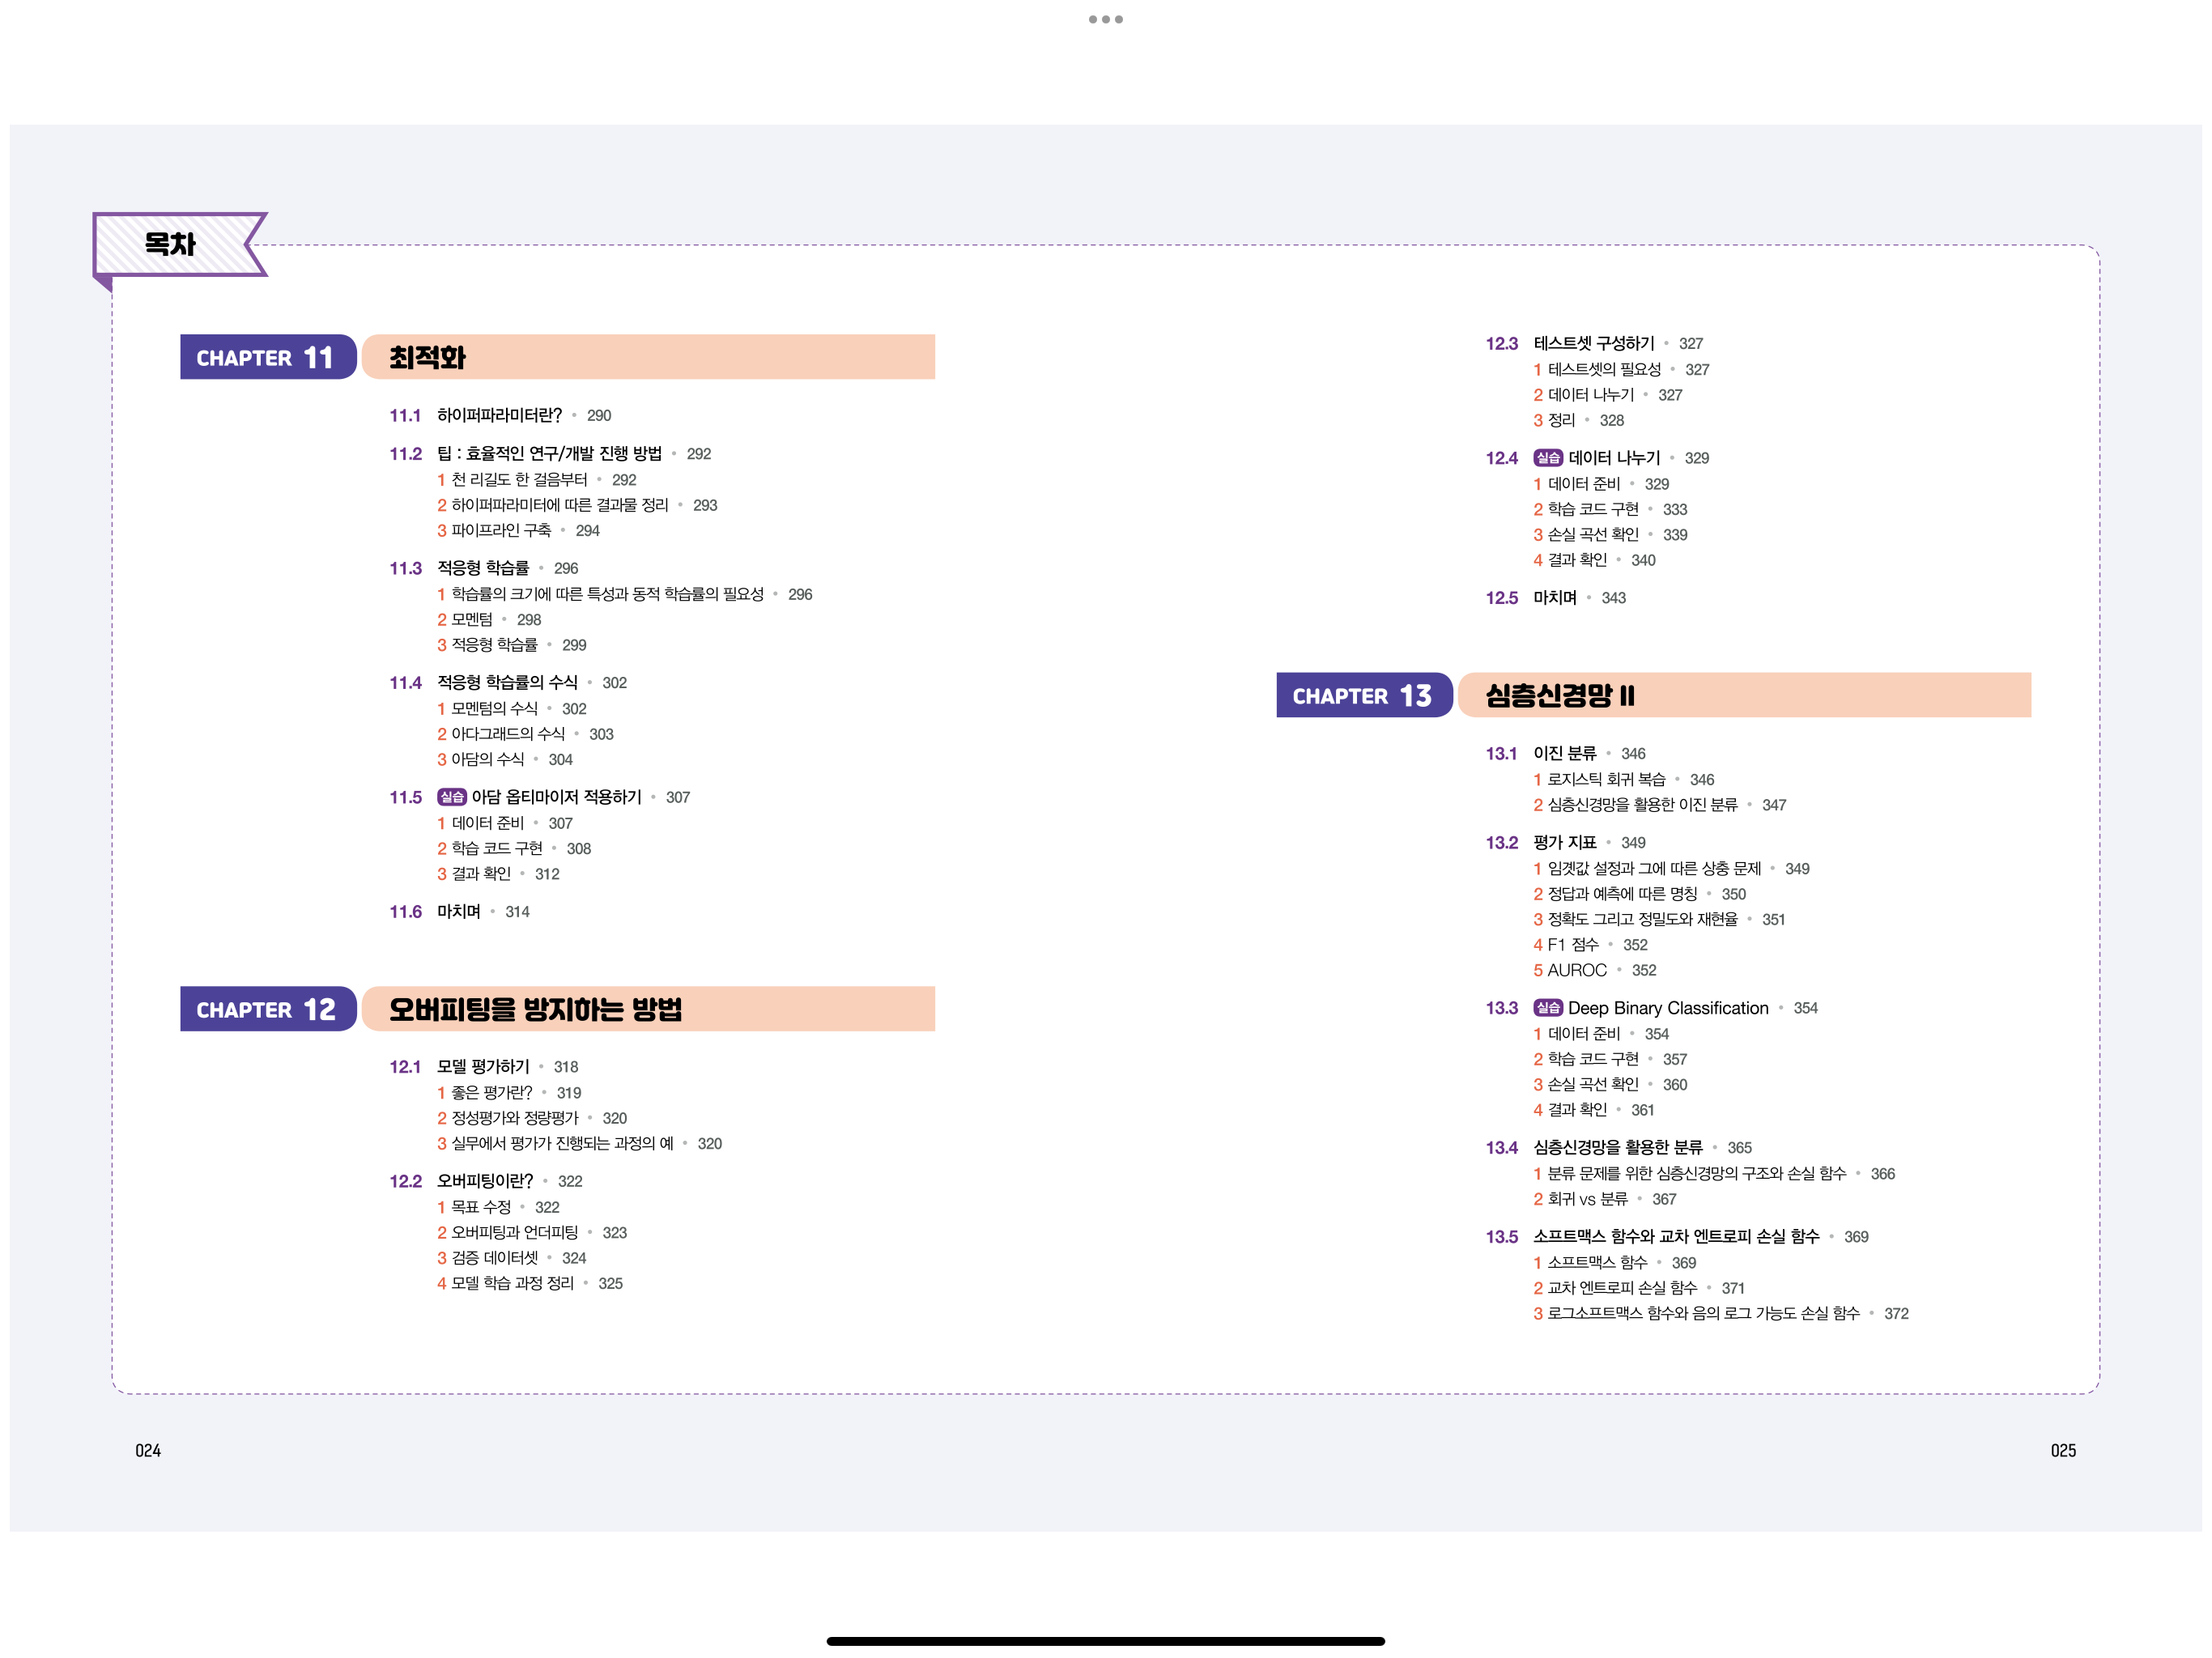 목차
CHAPTER 11 최적화
11.1 하이퍼파라미터란? • 290
11.2 팁 : 효율적인 연구/개발 진행 방법 • 292
1 천 리길도 한 걸음부터 • 292
2 하이퍼파라미터에 따른 결과물 정리 • 293
3 파이프라인 구축 • 294
11.3 적응형 학습률 • 296
1 학습률의 크기에 따른 특성과 동적 학습률의 필요성 • 296
2 모멘텀 • 298
3 적응형 학습률 • 299
11.4 적응형 학습률의 수식 • 302
1 모멘텀의 수식 • 302
2 아다그래드의 수식 • 303
3 아담의 수식 • 304
11.5 실습 아담 옵티마이저 적용하기 • 307
1 데이터 준비 • 307
2 학습 코드 구현 • 308
3 결과 확인 • 312
11.6 마치며 • 314
CHAPTER 12 오버피팅을 방지하는 방법
12.1 모델 평가하기 • 318
1 좋은 평가란? • 319
2 정성평가와 정량평가 • 320
3 실무에서 평가가 진행되는 과정의 예 • 320
12.2 오버피팅이란? • 322
1 목표 수정 • 322
2 오버피팅과 언더피팅 • 323
3 검증 데이터셋 • 324
4 모델 학습 과정 정리 • 325
12.3 테스트셋 구성하기 • 327
1 테스트셋의 필요성 • 327
2 데이터 나누기 • 327
3 정리 • 328
12.4 실습 데이터 나누기 • 329
1 데이터 준비 • 329
2 학습 코드 구현 • 333
3 손실 곡선 확인 • 339
4 결과 확인 • 340
12.5 마치며 • 343
CHAPTER 13 심층신경망 II
13.1 이진 분류 • 346
1 로지스틱 회귀 복습 • 346
2 심층신경망을 활용한 이진 분류 • 347
13.2 평가 지표 • 349
1 임곗값 설정과 그에 따른 상충 문제 • 349
2 정답과 예측에 따른 명칭 • 350
3 정확도 그리고 정밀도와 재현율 • 351
4 F1 점수 • 352
5 AUROC • 352
13.3 실습 Deep Binary Classification • 354
1 데이터 준비 • 354
2 학습 코드 구현 • 357
3 손실 곡선 확인 • 360
4 결과 확인 • 361
13.4 심층신경망을 활용한 분류 • 365
1 분류 문제를 위한 심층신경망의 구조와 손실 함수 • 366
2 회귀 vs 분류 • 367
13.5 소프트맥스 함수와 교차 엔트로피 손실 함수 • 369
1 소프트맥스 함수 • 369
2 교차 엔트로피 손실 함수 • 371
3 로그소프트맥스 함수와 음의 로그 가능도 손실 함수 • 372
024
025